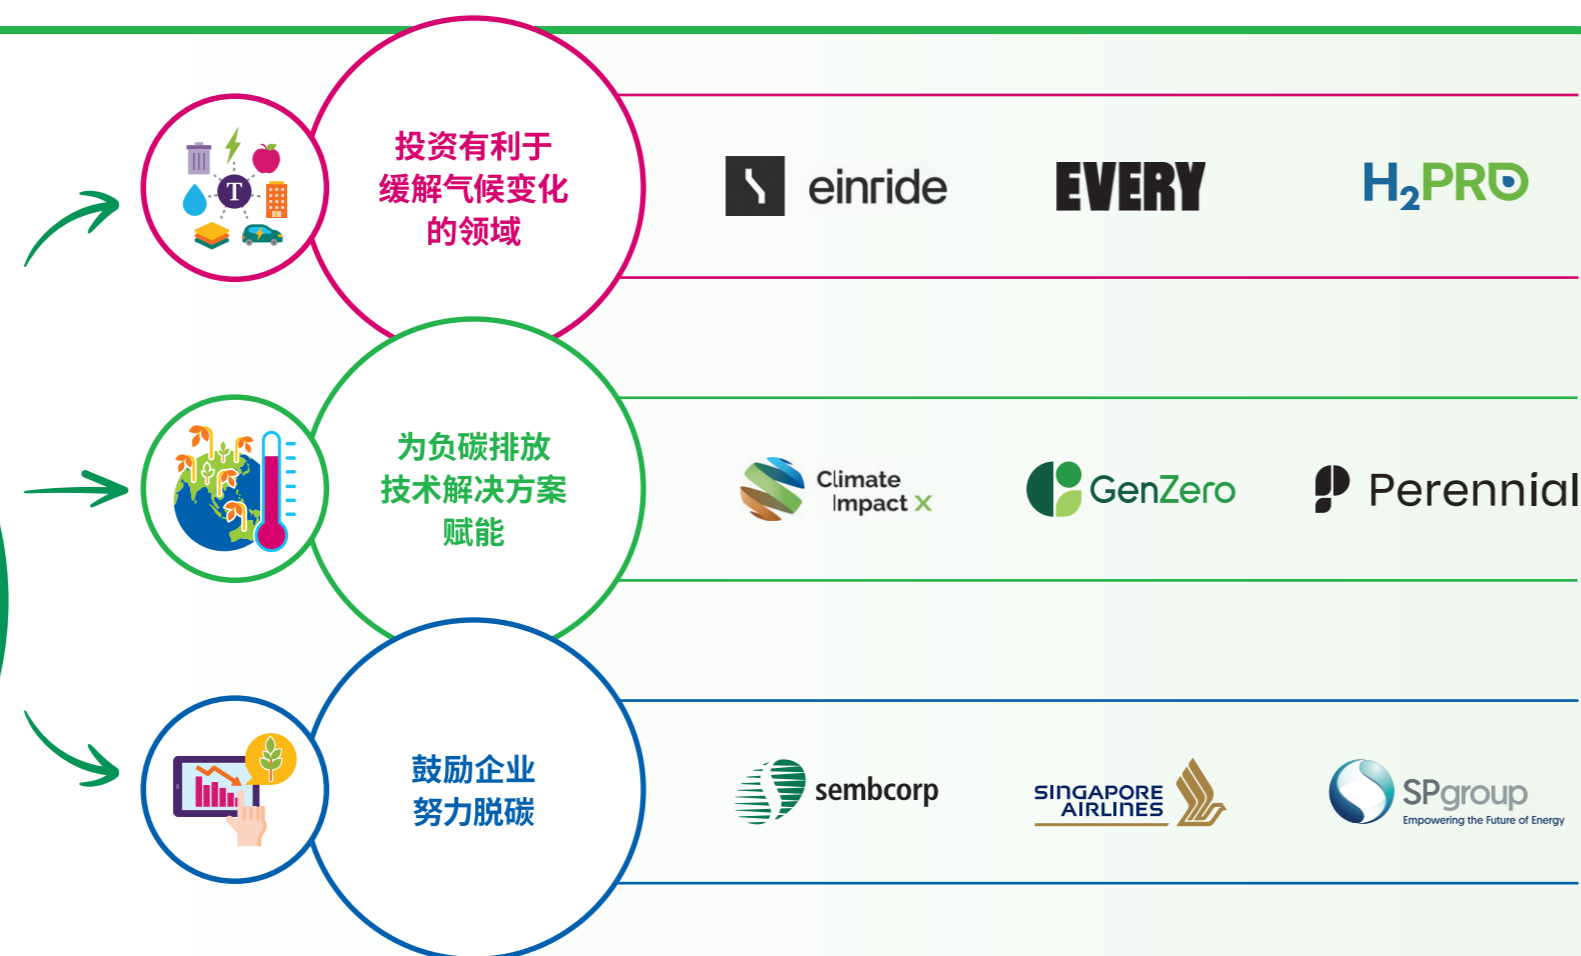 投资有利于
缓解气候变化
的领域
T
einride
EVERY
H₂PRO
为负碳排放
技术解决方案
赋能
Climate
Impact X
GenZero
Perennial
鼓励企业
努力脱碳
sembcorp
SINGAPORE
AIRLINES
SPgroup
Empowering the Future of Energy